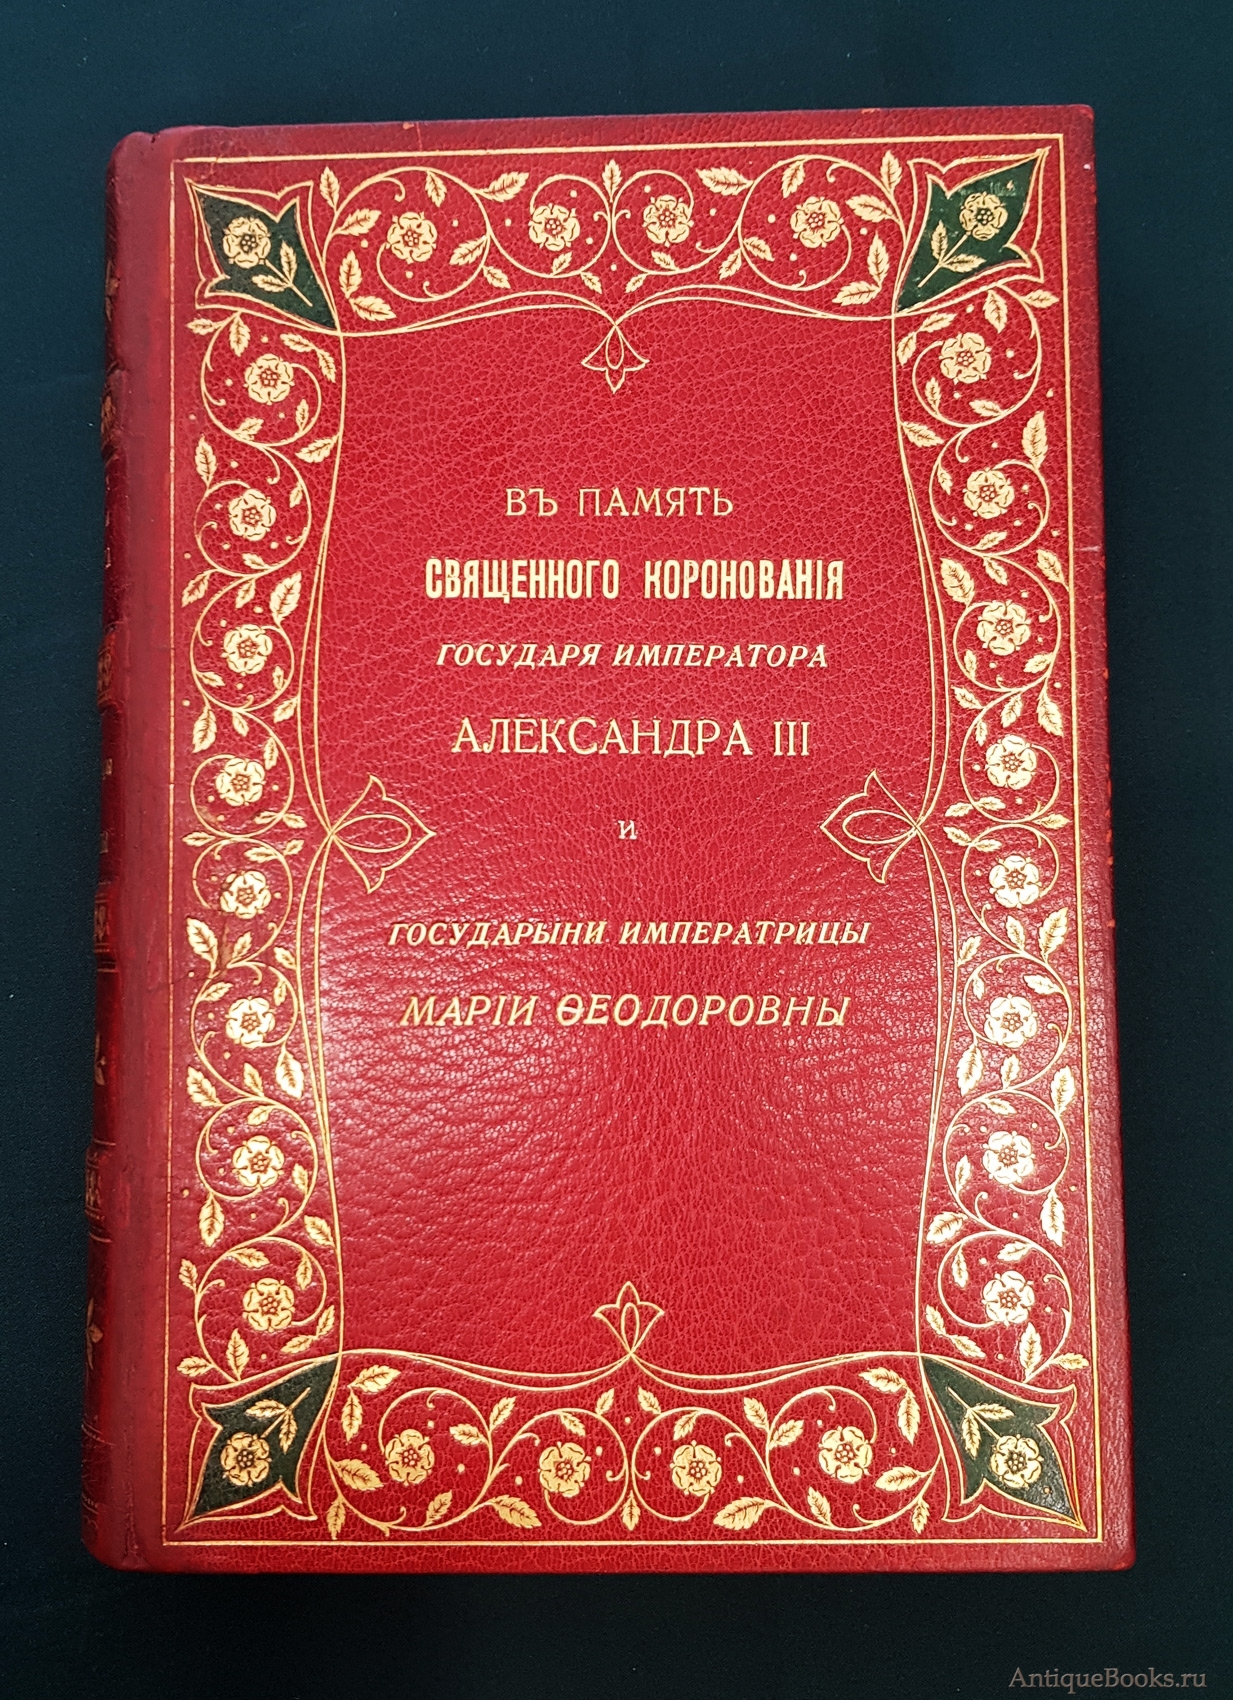 ВЪ ПАМЯТЬ
СВЯЩЕННОГО КОРОНОВАНІЯ
ГОСУДАРЯ ИМПЕРАТОРА
АЛЕКСАНДРА III
И
ГОСУДАРЫНИ ИМПЕРАТРИЦЫ
МАРІИ ѲЕОДОРОВНЫ
AntiqueBooks.ru